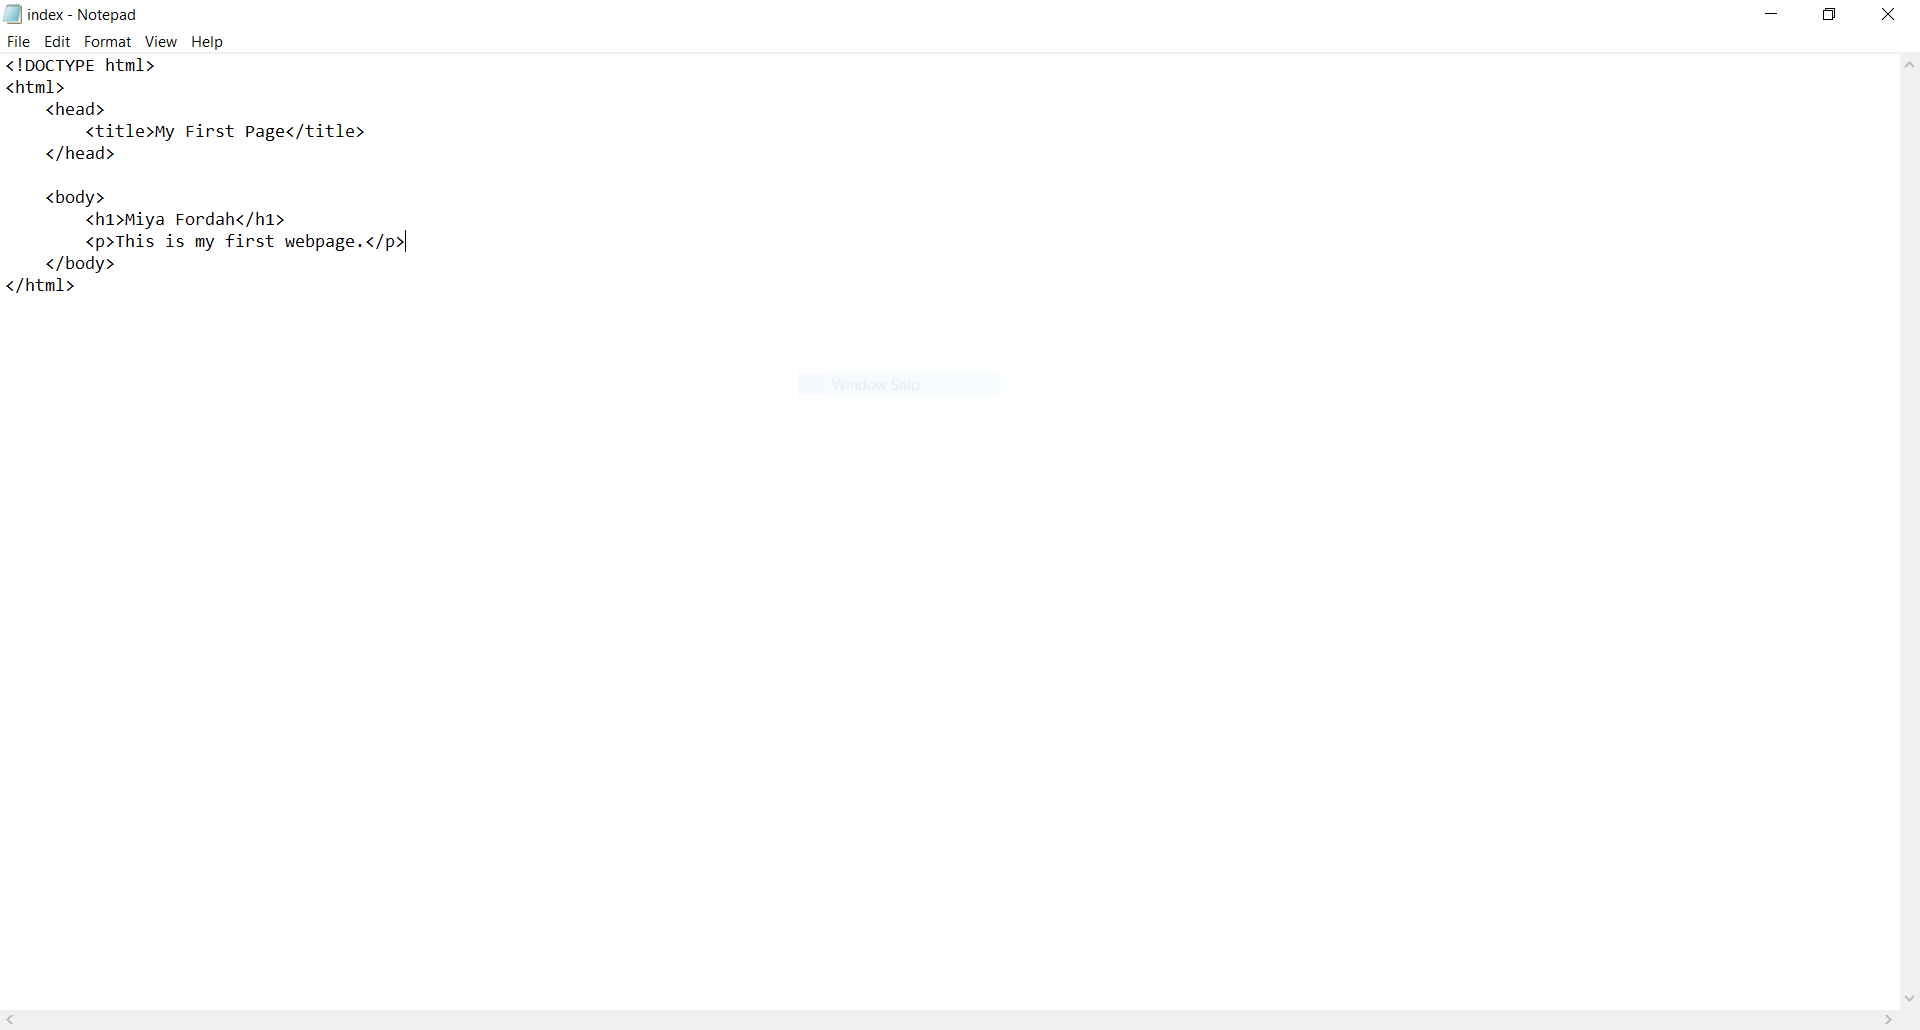 index - Notepad
File Edit Format View Help
<!DOCTYPE html>
<html>
    <head>
        <title>My First Page</title>
    </head>

    <body>
        <h1>Miya Fordah</h1>
        <p>This is my first webpage.</p>
    </body>
</html>
Window Snip